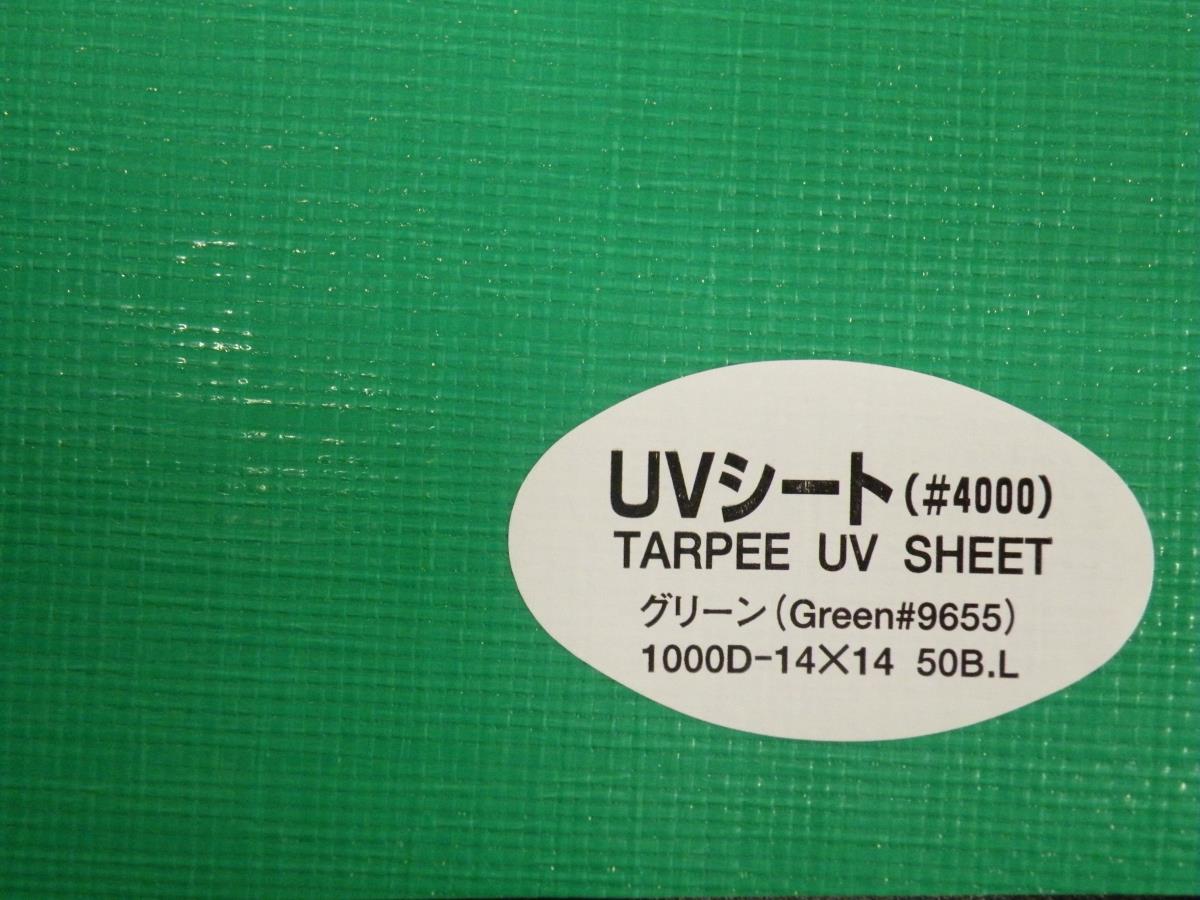 UVシート(#4000)
TARPEE UV SHEET
グリーン(Green#9655)
1000D-14×14 50B.L